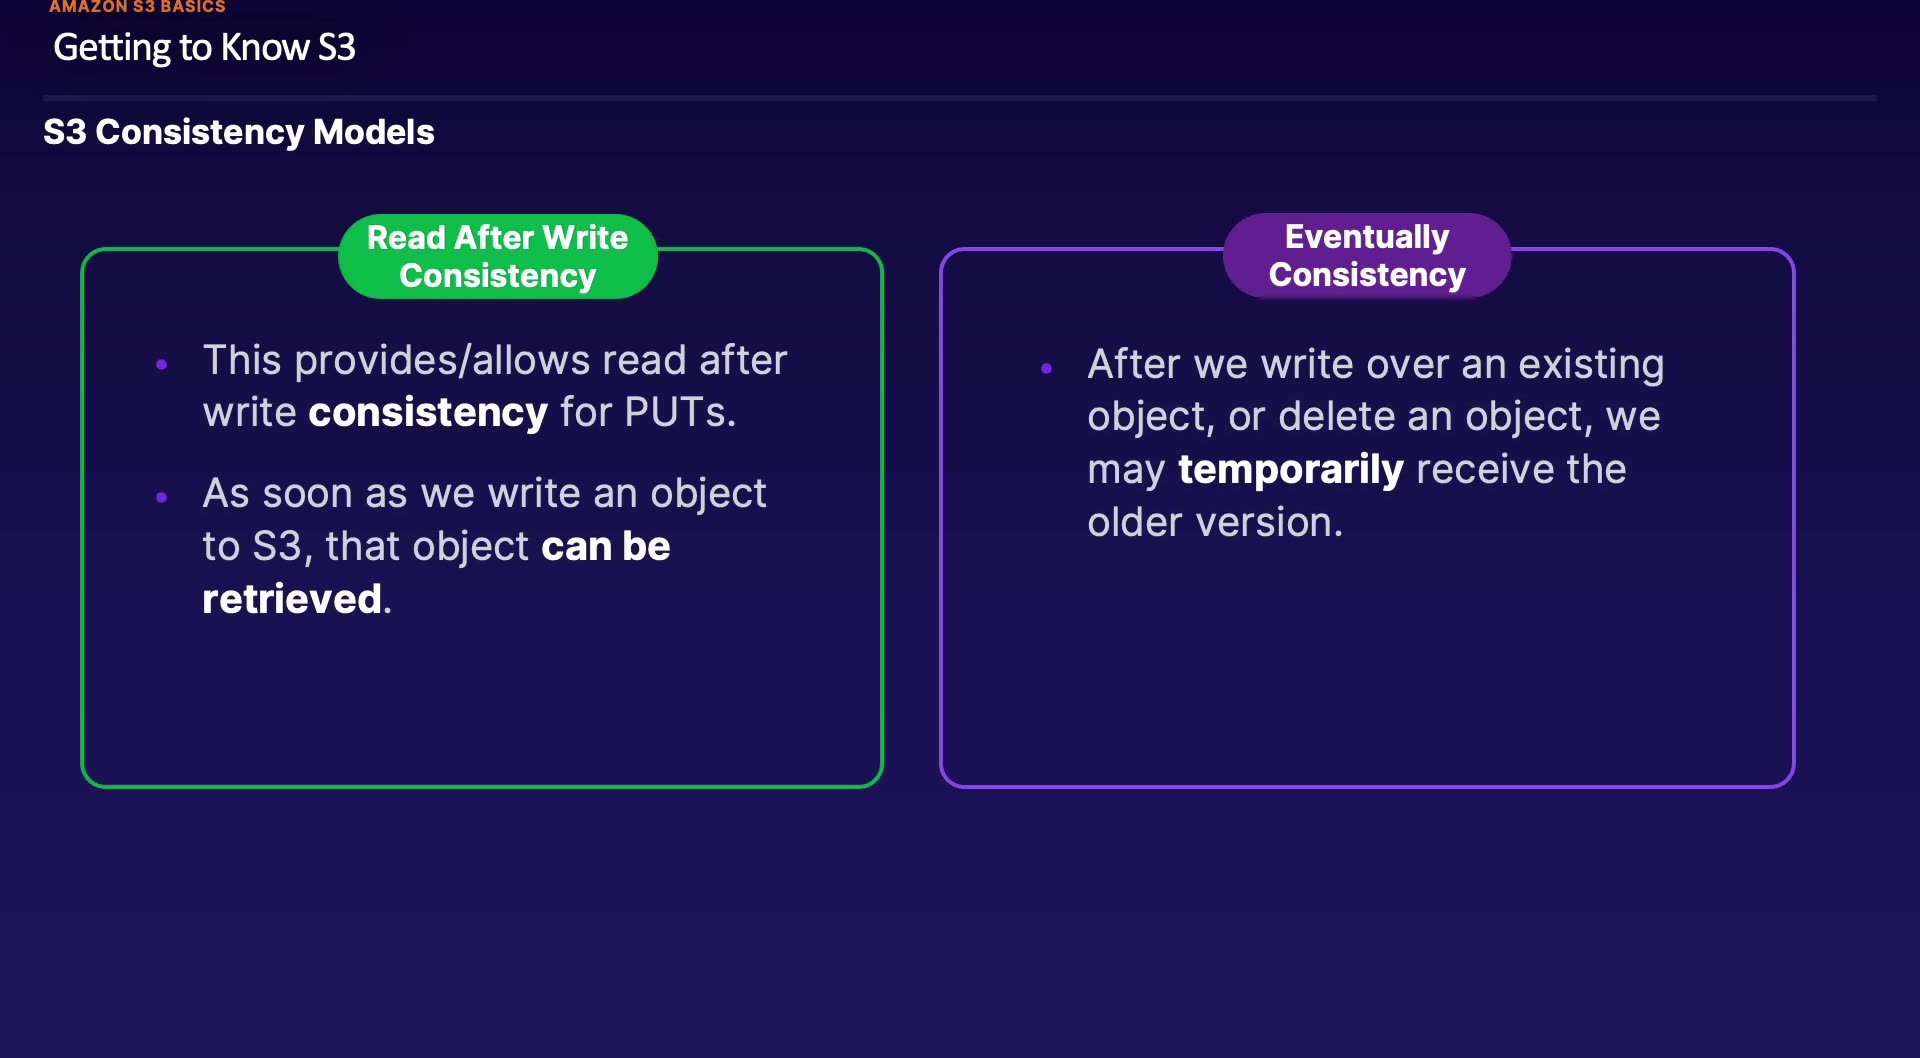 AMAZON S3 BASICS
Getting to Know S3
S3 Consistency Models
Read After Write
Consistency
• This provides/allows read after
write consistency for PUTs.
• As soon as we write an object
to S3, that object can be
retrieved.
Eventually
Consistency
• After we write over an existing
object, or delete an object, we
may temporarily receive the
older version.